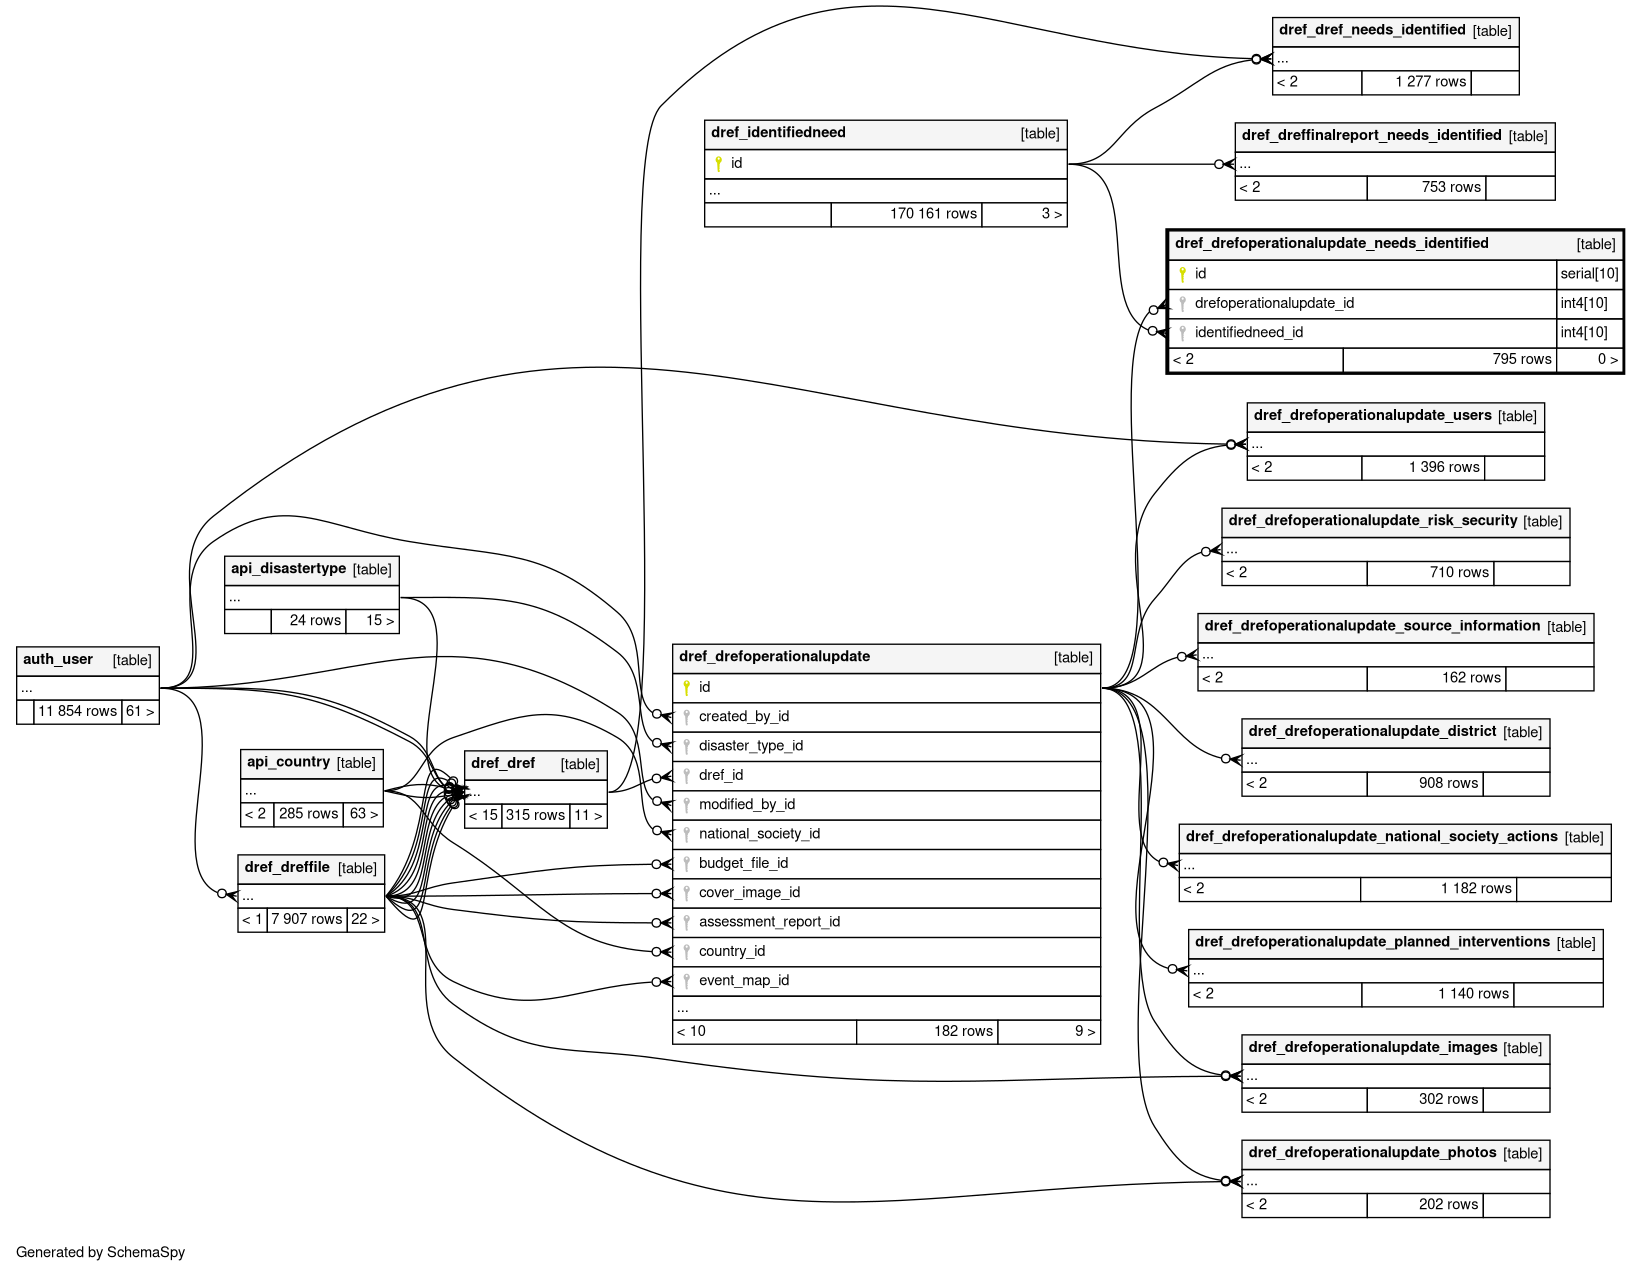 dref_dref_needs_identified [table]
...
< 2 1 277 rows
dref_identifiedneed [table]
id
...
170 161 rows 3 >
dref_dreffinalreport_needs_identified [table]
...
< 2 753 rows
dref_drefoperationalupdate_needs_identified [table]
id serial[10]
drefoperationalupdate_id int4[10]
identifiedneed_id int4[10]
< 2 795 rows 0 >
dref_drefoperationalupdate_users [table]
...
< 2 1 396 rows
dref_drefoperationalupdate_risk_security [table]
...
< 2 710 rows
api_disastertype [table]
...
24 rows 15 >
dref_drefoperationalupdate_source_information [table]
...
< 2 162 rows
auth_user [table]
...
11 854 rows 61 >
dref_drefoperationalupdate [table]
id
created_by_id
disaster_type_id
dref_id
modified_by_id
national_society_id
budget_file_id
cover_image_id
assessment_report_id
country_id
event_map_id
...
< 10 182 rows 9 >
dref_drefoperationalupdate_district [table]
...
< 2 908 rows
api_country [table]
...
< 2 285 rows 63 >
dref_dref [table]
...
< 15 315 rows 11 >
dref_drefoperationalupdate_national_society_actions [table]
...
< 2 1 182 rows
dref_dreffile [table]
...
< 1 7 907 rows 22 >
dref_drefoperationalupdate_planned_interventions [table]
...
< 2 1 140 rows
dref_drefoperationalupdate_images [table]
...
< 2 302 rows
dref_drefoperationalupdate_photos [table]
...
< 2 202 rows
Generated by SchemaSpy